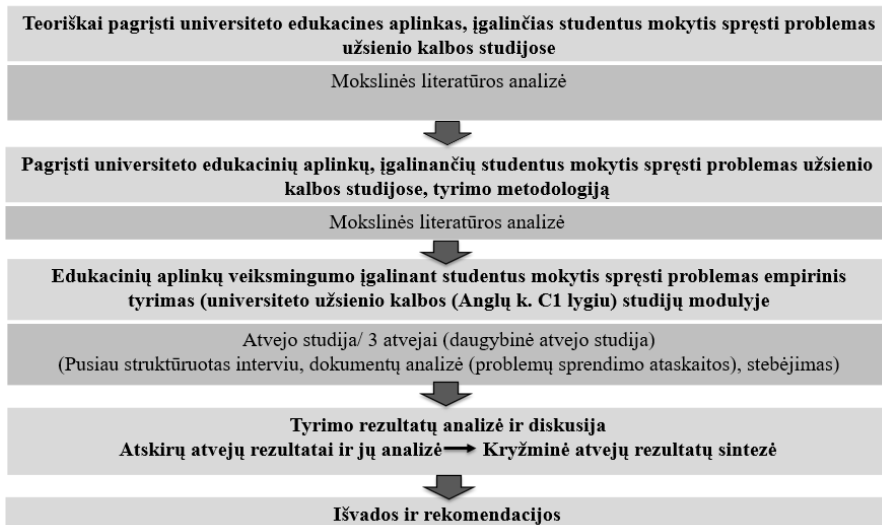 Teoriškai pagrįsti universiteto edukacines aplinkas, įgalinčias studentus mokytis spręsti problemas
užsienio kalbos studijose
Mokslinės literatūros analizė
Pagrįsti universiteto edukacinių aplinkų, įgalinančių studentus mokytis spręsti problemas užsienio
kalbos studijose, tyrimo metodologiją
Mokslinės literatūros analizė
Edukacinių aplinkų veiksmingumo įgalinant studentus mokytis spręsti problemas empirinis
tyrimas (universiteto užsienio kalbos (Anglų k. C1 lygiu) studijų modulyje
Atvejo studija/ 3 atvejai (daugybinė atvejo studija)
(Pusiau struktūruotas interviu, dokumentų analizė (problemų sprendimo ataskaitos), stebėjimas)
Tyrimo rezultatų analizė ir diskusija
Atskirų atvejų rezultatai ir jų analizė → Kryžminė atvejų rezultatų sintezė
Išvados ir rekomendacijos